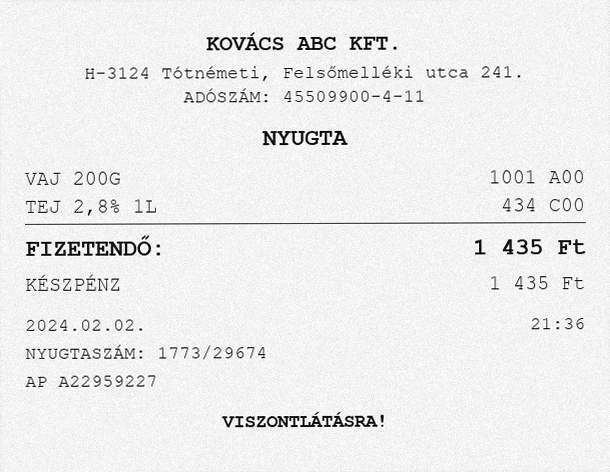 KOVÁCS ABC KFT.
H-3124 Tótnémeti, Felsőmelléki utca 241.
ADÓSZÁM: 45509900-4-11
NYUGTA
VAJ 200G 1001 A00
TEJ 2,8% 1L 434 C00
FIZETENDŐ: 1 435 Ft
KÉSZPÉNZ 1 435 Ft
2024.02.02. 21:36
NYUGTASZÁM: 1773/29674
AP A22959227
VISZONTLÁTÁSRA!